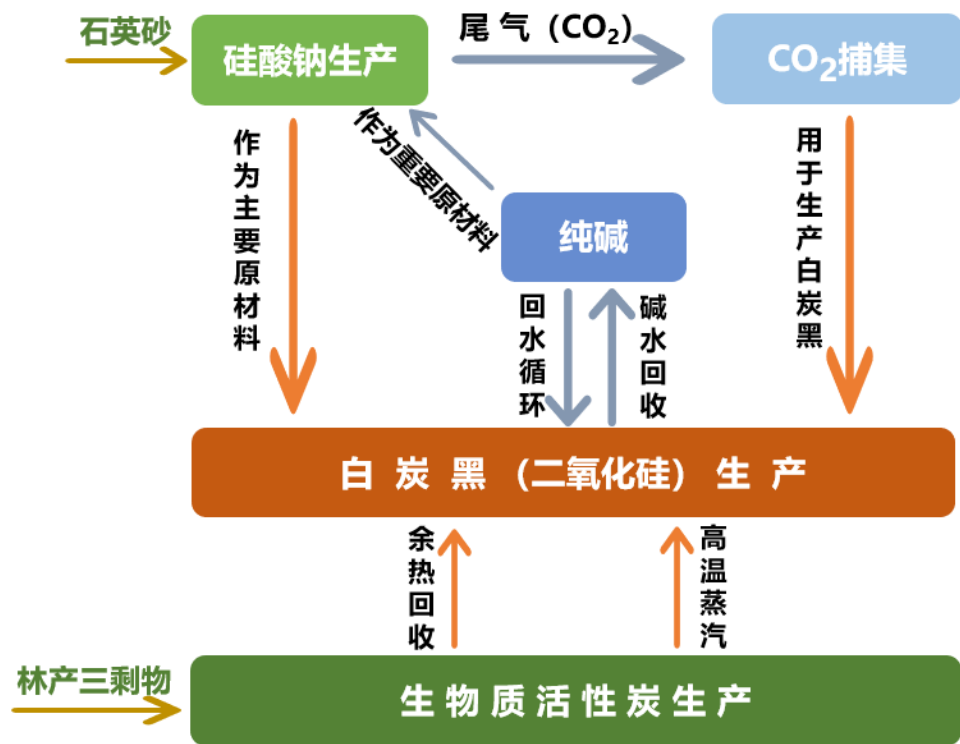 石英砂
硅酸钠生产
尾气（CO₂）
CO₂捕集
作为主要原材料
作为重要原材料
用于生产白炭黑
纯碱
回水循环
碱水回收
白炭黑（二氧化硅）生产
余热回收
高温蒸汽
林产三剩物
生物质活性炭生产